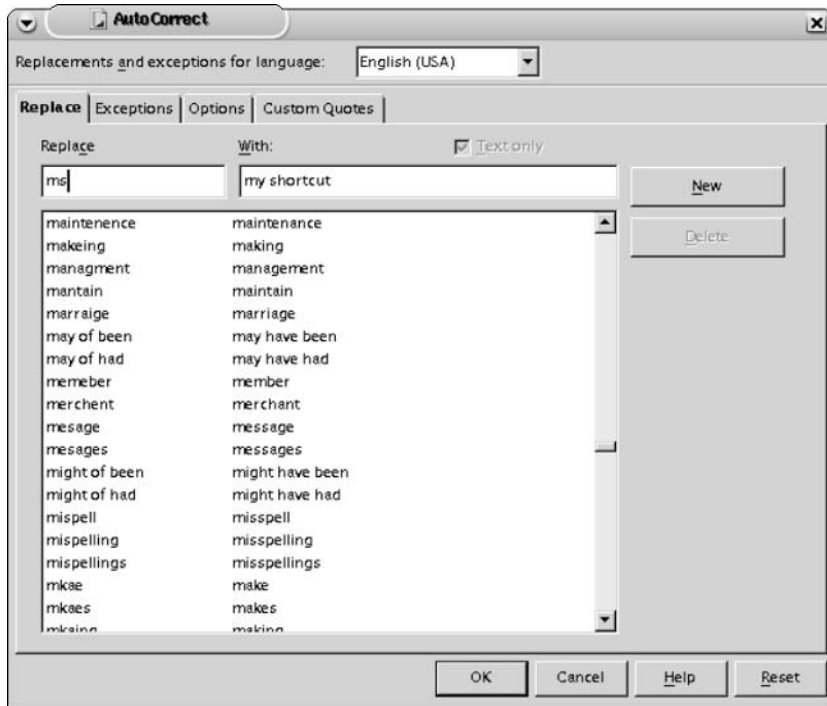 AutoCorrect
Replacements and exceptions for language: English (USA)
Replace Exceptions Options Custom Quotes
Replace With: Text only
ms my shortcut New
Delete
maintenence maintenance
makeing making
managment management
mantain maintain
marraige marriage
may of been may have been
may of had may have had
memeber member
merchent merchant
mesage message
mesages messages
might of been might have been
might of had might have had
mispell misspell
mispelling misspelling
mispellings misspellings
mkae make
mkaes makes
mkaing making
OK Cancel Help Reset